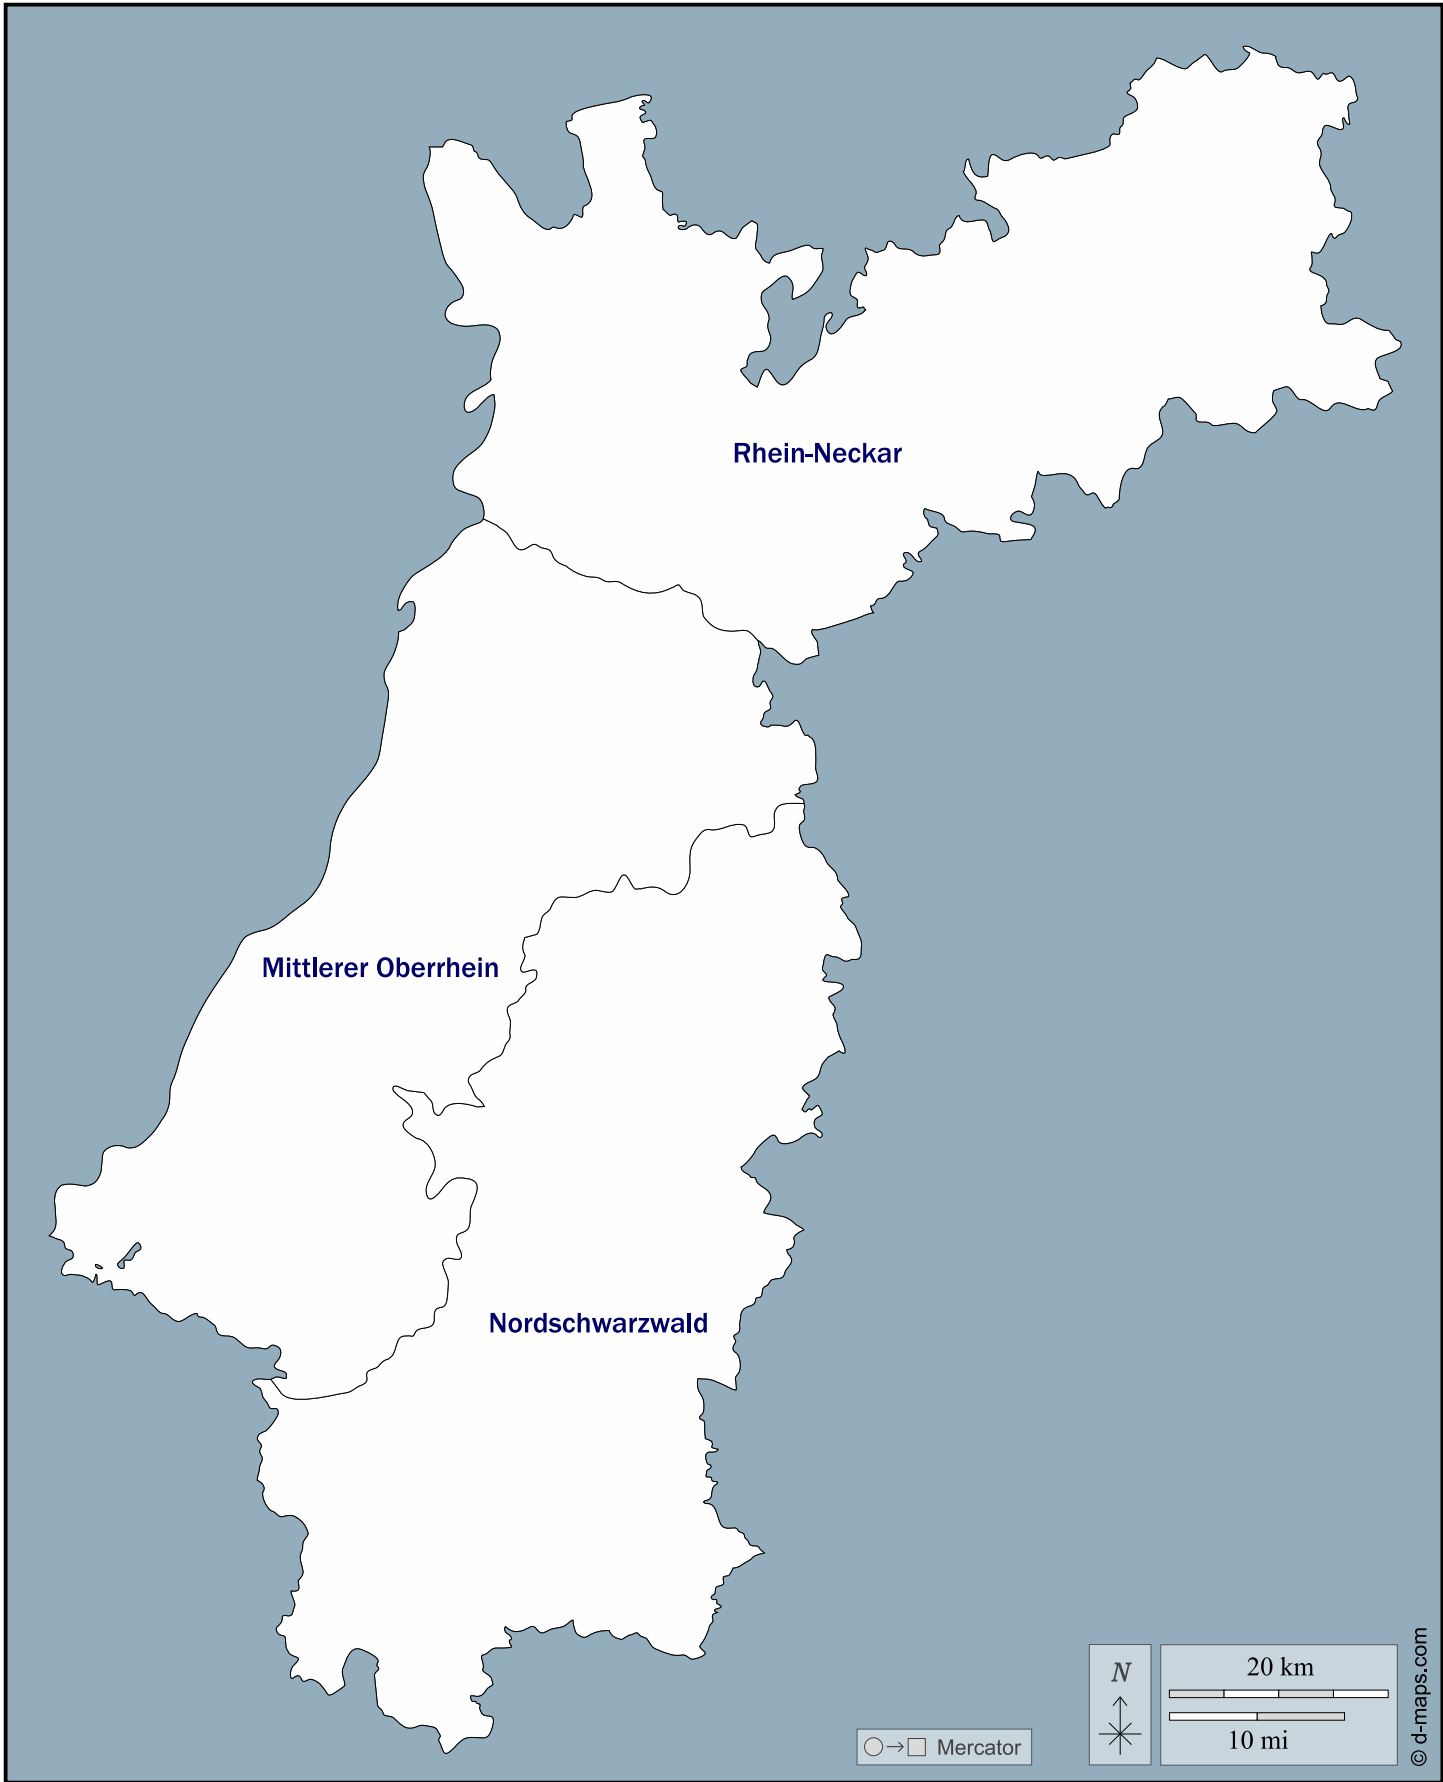 Rhein-Neckar
Mittlerer Oberrhein
Nordschwarzwald
N
20 km
10 mi
Mercator
© d-maps.com